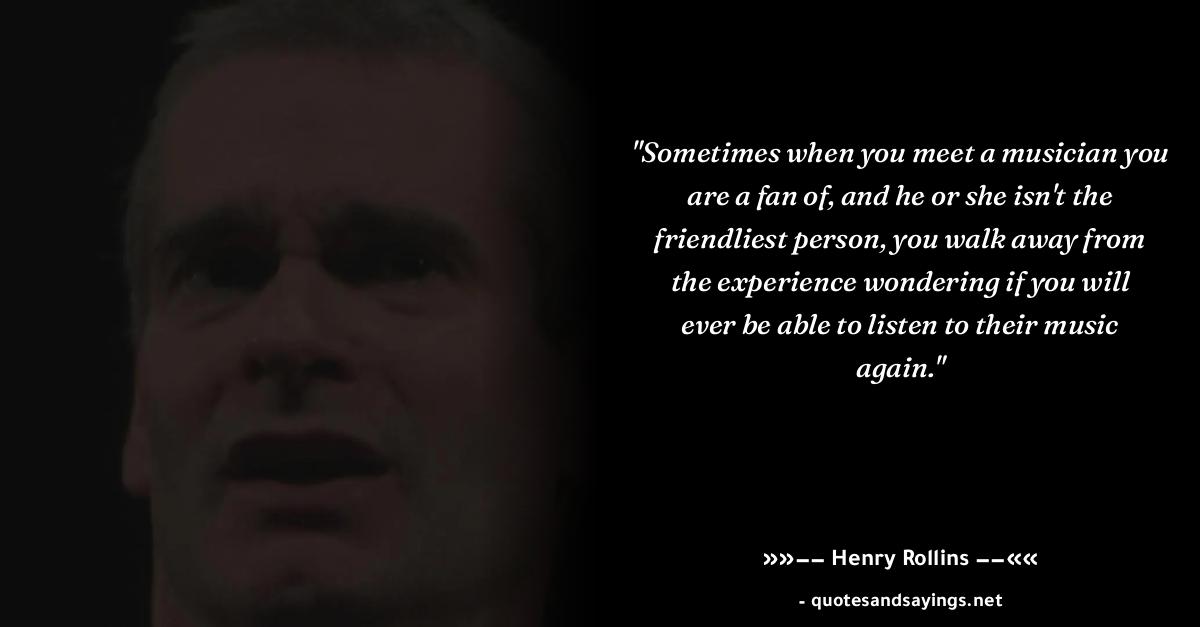 "Sometimes when you meet a musician you
are a fan of, and he or she isn't the
friendliest person, you walk away from
the experience wondering if you will
ever be able to listen to their music
again."
»»−− Henry Rollins −−««
- quotesandsayings.net